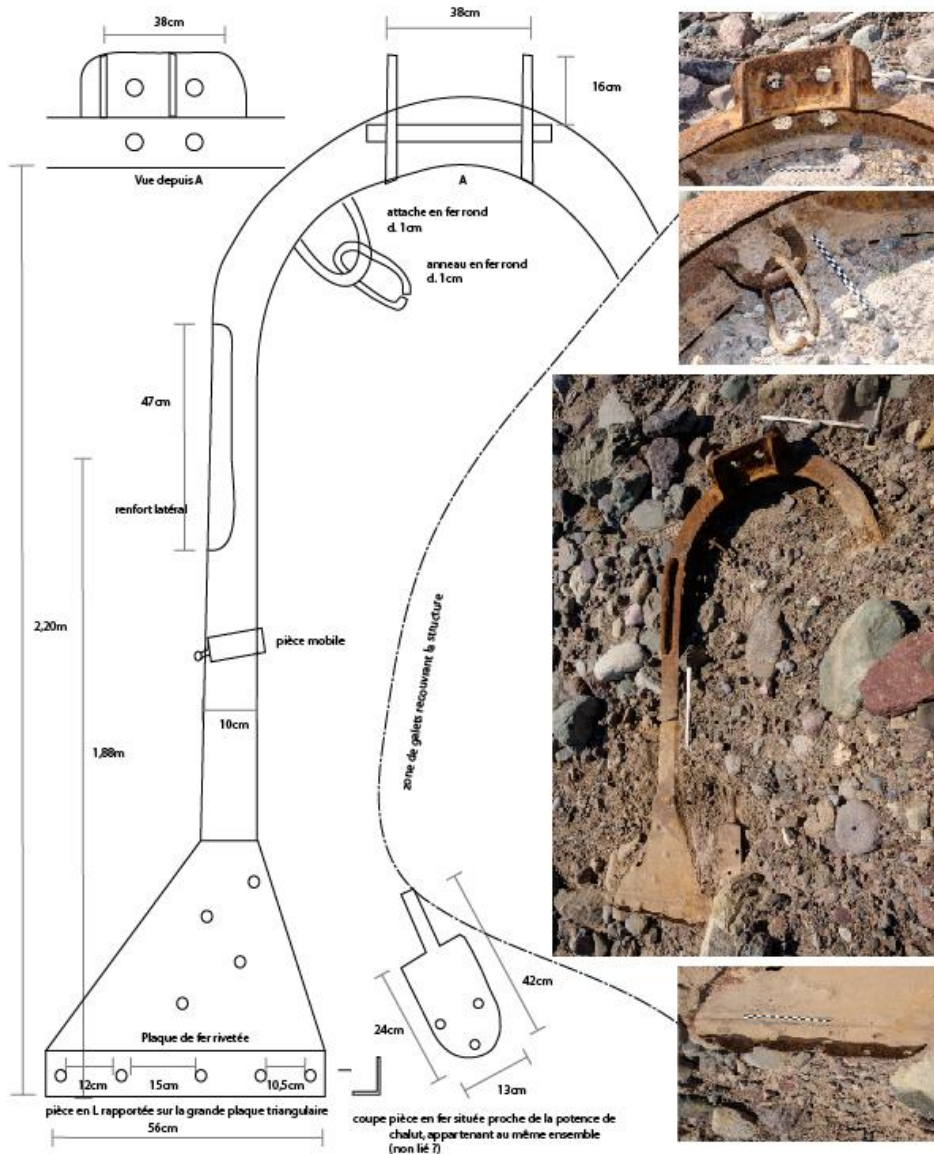 38cm
Vue depuis A
38cm
16cm
A
attache en fer rond
d. 1cm
anneau en fer rond
d. 1cm
47cm
renfort latéral
2,20m
pièce mobile
zone de galets recouvrant la structure
10cm
1,88m
42cm
24cm
13cm
Plaque de fer rivetée
12cm
15cm
10,5cm
pièce en L rapportée sur la grande plaque triangulaire
56cm
coupe pièce en fer située proche de la potence de
chalut, appartenant au même ensemble
(non lié ?)